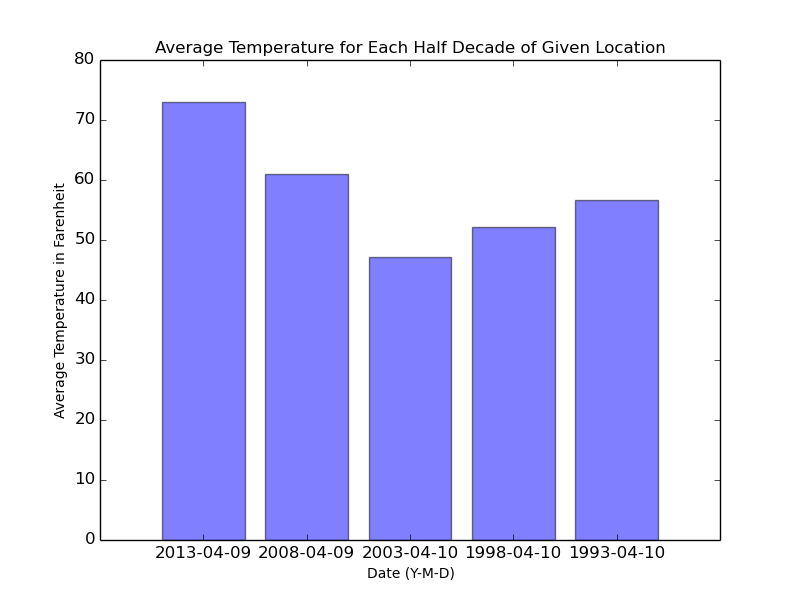 Average Temperature for Each Half Decade of Given Location
80
70
60
50
40
30
20
10
0
Average Temperature in Farenheit
2013-04-09 2008-04-09 2003-04-10 1998-04-10 1993-04-10
Date (Y-M-D)